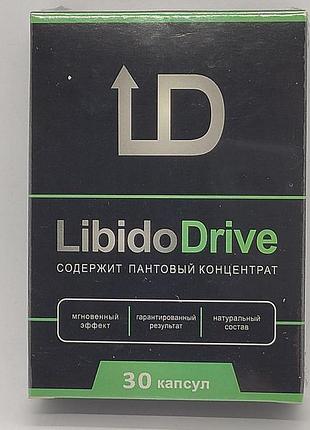 LD
LibidoDrive
СОДЕРЖИТ ПАНТОВЫЙ КОНЦЕНТРАТ
мгновенный эффект
гарантированный результат
натуральный состав
30 капсул